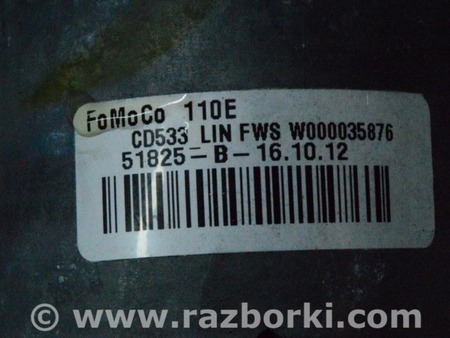 FoMoCo 110E
CD533 LIN FWS W000035876
51825-B-16.10.12
© www.razborki.com